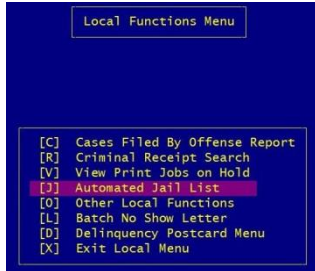 Local Functions Menu
[C] Cases Filed By Offense Report
[R] Criminal Receipt Search
[V] View Print Jobs on Hold
[J] Automated Jail List
[O] Other Local Functions
[L] Batch No Show Letter
[D] Delinquency Postcard Menu
[X] Exit Local Menu